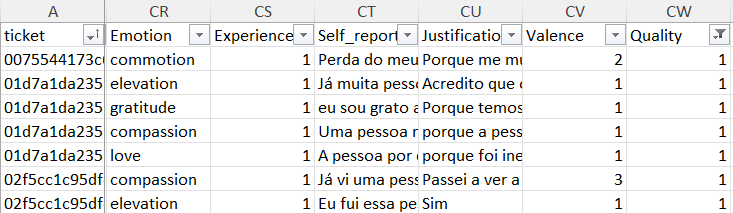 A CR CS CT CU CV CW
ticket Emotion Experience Self_report Justificatio Valence Quality
0075544173c commotion 1 Perda do meu Porque me mu 2 1
01d7a1da235 elevation 1 Já muita pesso Acredito que 1 1
01d7a1da235 gratitude 1 eu sou grato a Porque temos 1 1
01d7a1da235 compassion 1 Uma pessoa porque a pess 1 1
01d7a1da235 love 1 A pessoa por porque foi ine 1 1
02f5cc1c95df compassion 1 Já vi uma pess Passei a ver a 3 1
02f5cc1c95df elevation 1 Eu fui essa pe Sim 1 1